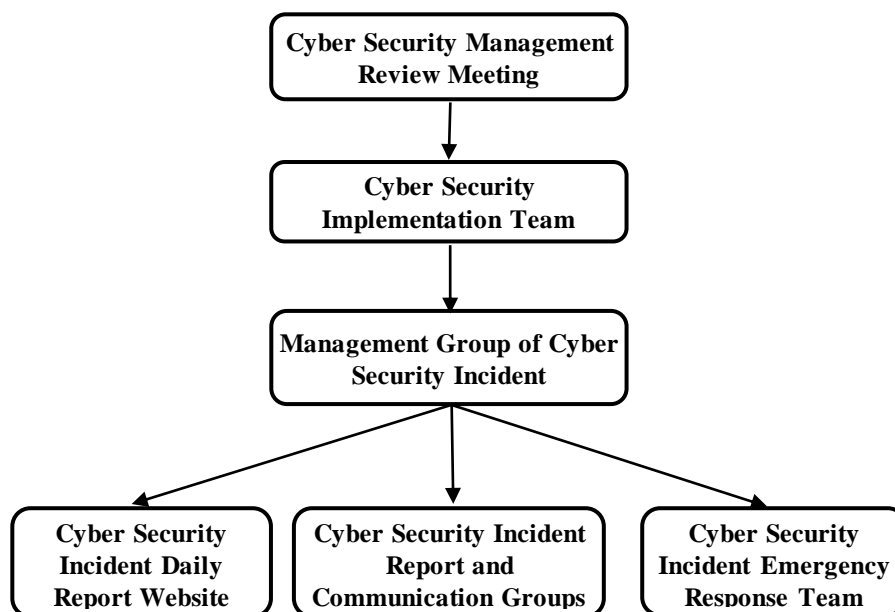 Cyber Security Management
Review Meeting
Cyber Security
Implementation Team
Management Group of Cyber
Security Incident
Cyber Security
Incident Daily
Report Website
Cyber Security Incident
Report and
Communication Groups
Cyber Security
Incident Emergency
Response Team